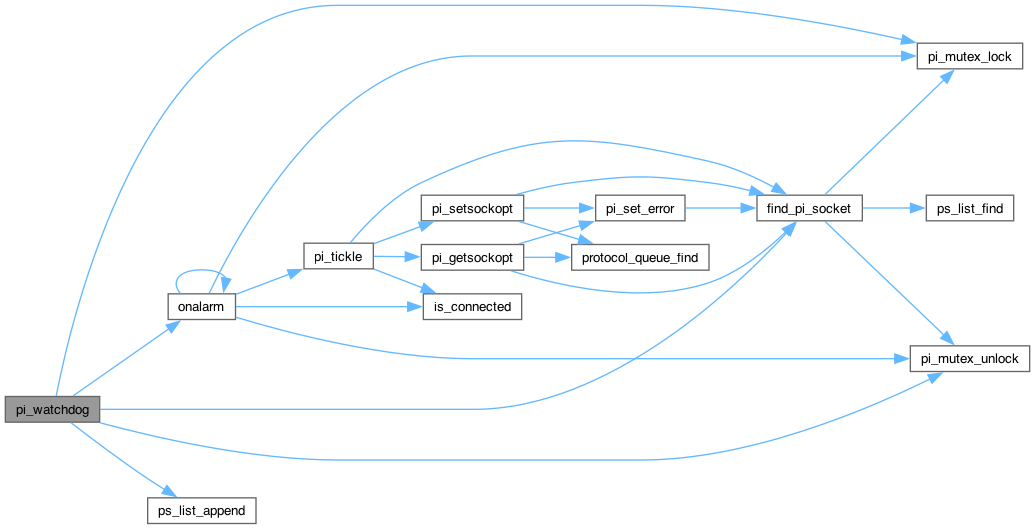 pi_mutex_lock
pi_setsockopt
pi_set_error
find_pi_socket
ps_list_find
pi_tickle
pi_getsockopt
protocol_queue_find
onalarm
is_connected
pi_mutex_unlock
pi_watchdog
ps_list_append